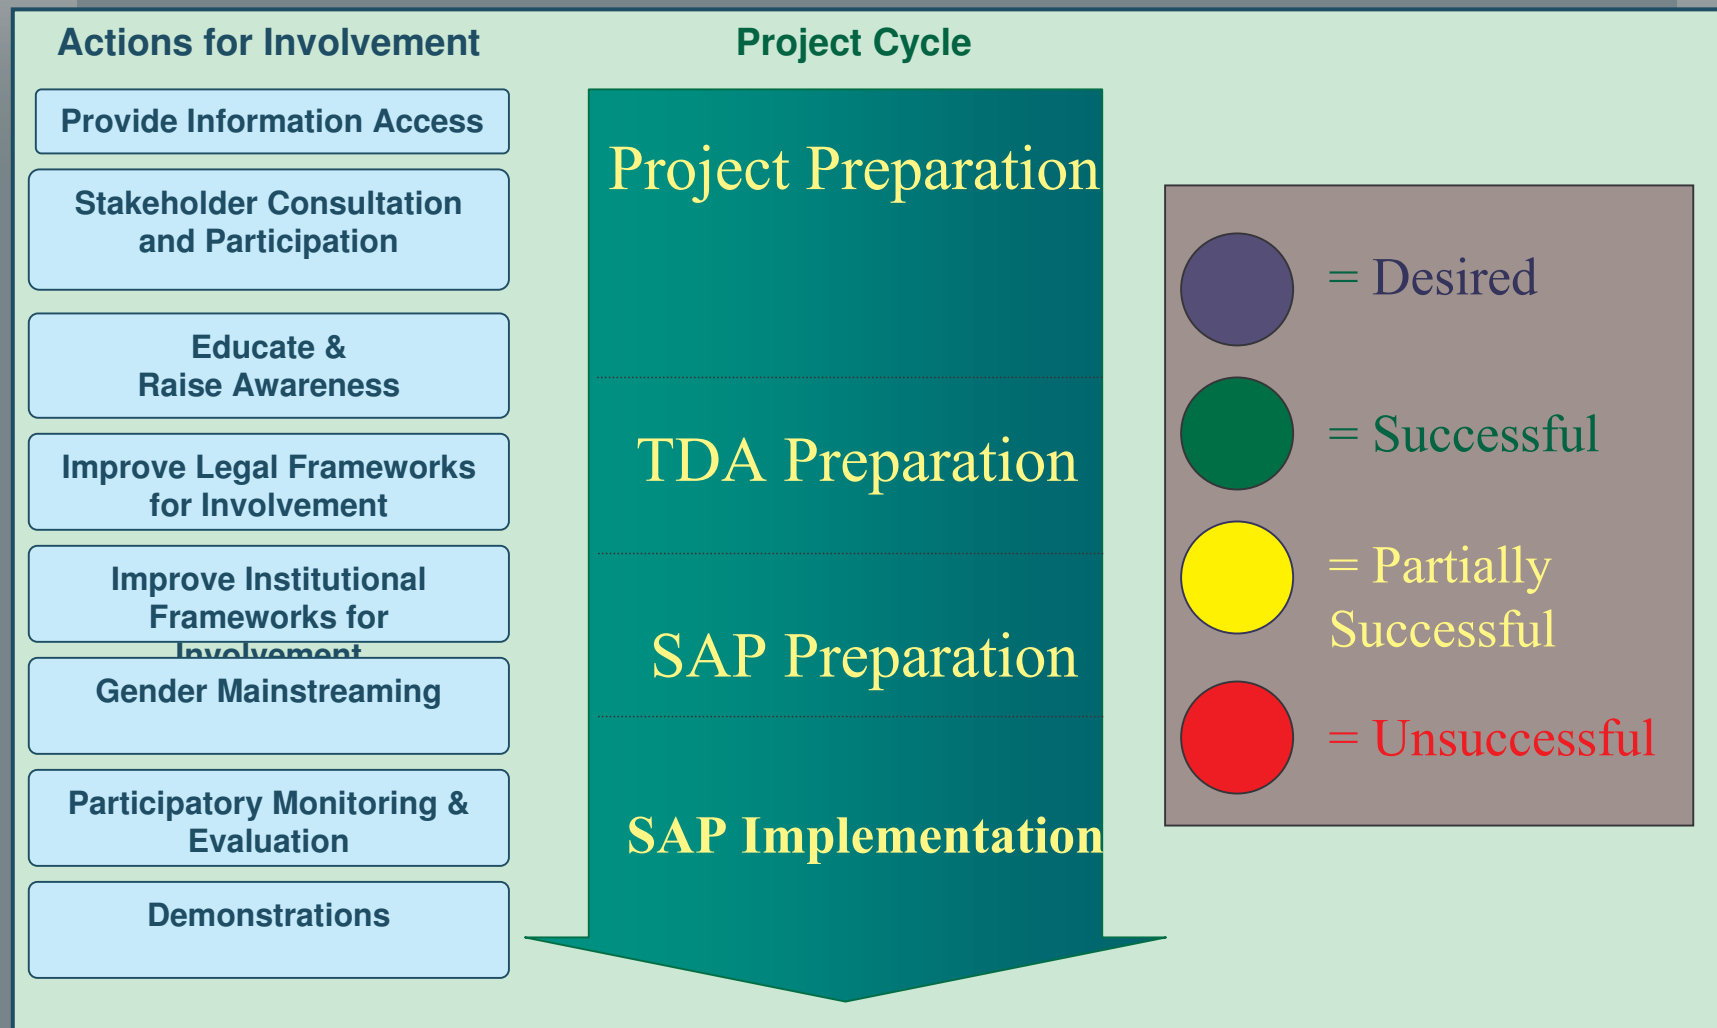 Actions for Involvement
Provide Information Access
Stakeholder Consultation
and Participation
Educate &
Raise Awareness
Improve Legal Frameworks
for Involvement
Improve Institutional
Frameworks for
Involvement
Gender Mainstreaming
Participatory Monitoring &
Evaluation
Demonstrations
Project Cycle
Project Preparation
TDA Preparation
SAP Preparation
SAP Implementation
= Desired
= Successful
= Partially
Successful
= Unsuccessful